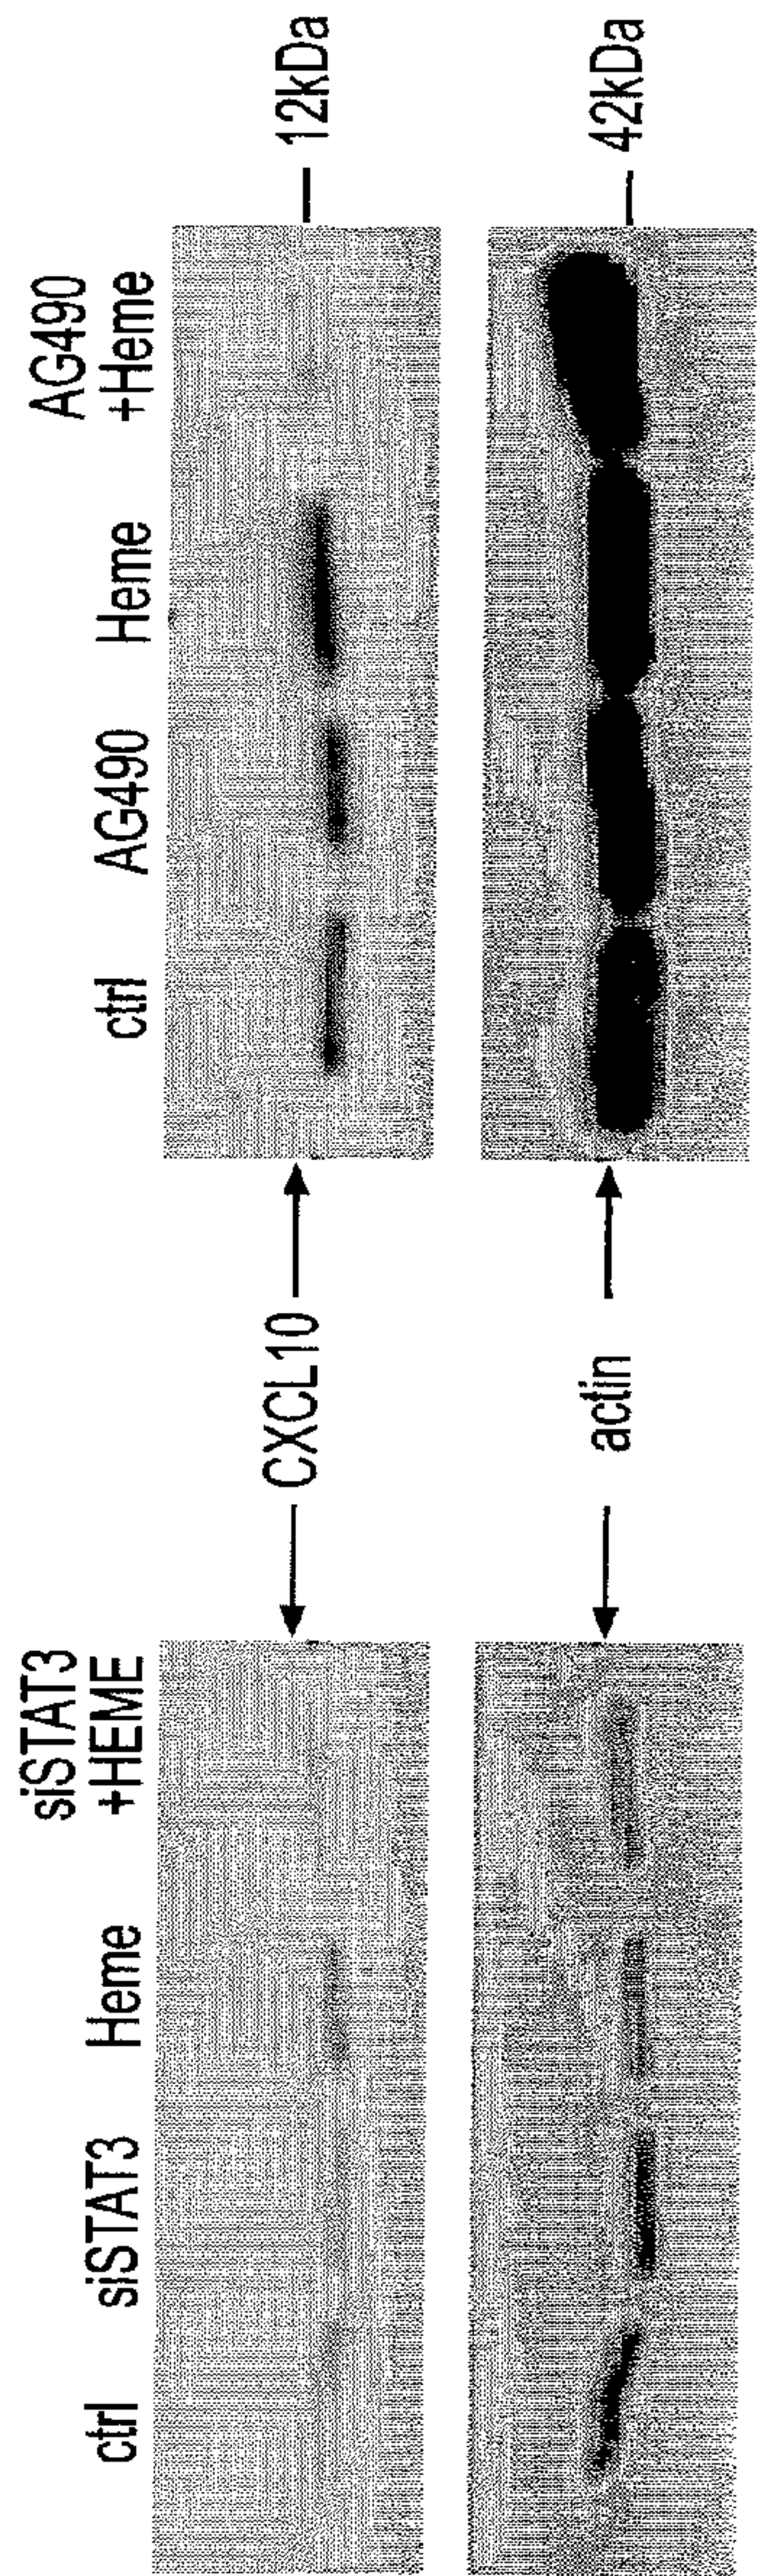 ctrl
siSTAT3
Heme
siSTAT3
+HEME
ctrl
AG490
Heme
AG490
+Heme
CXCL10
12kDa
actin
42kDa